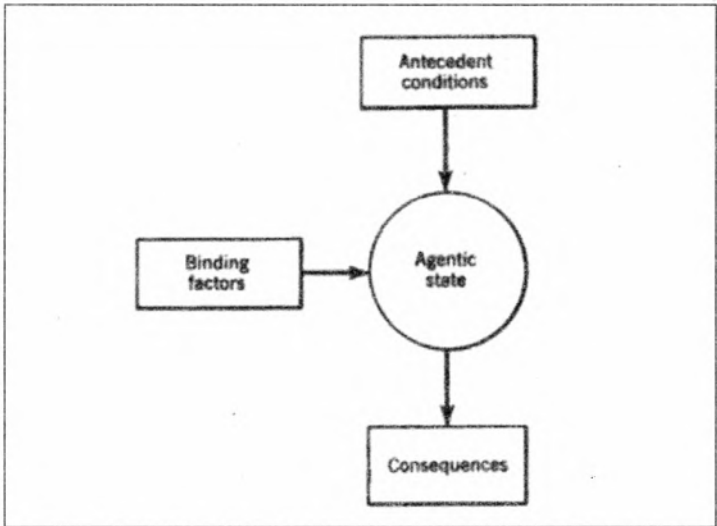 Antecedent
conditions
Binding
factors
Agentic
state
Consequences